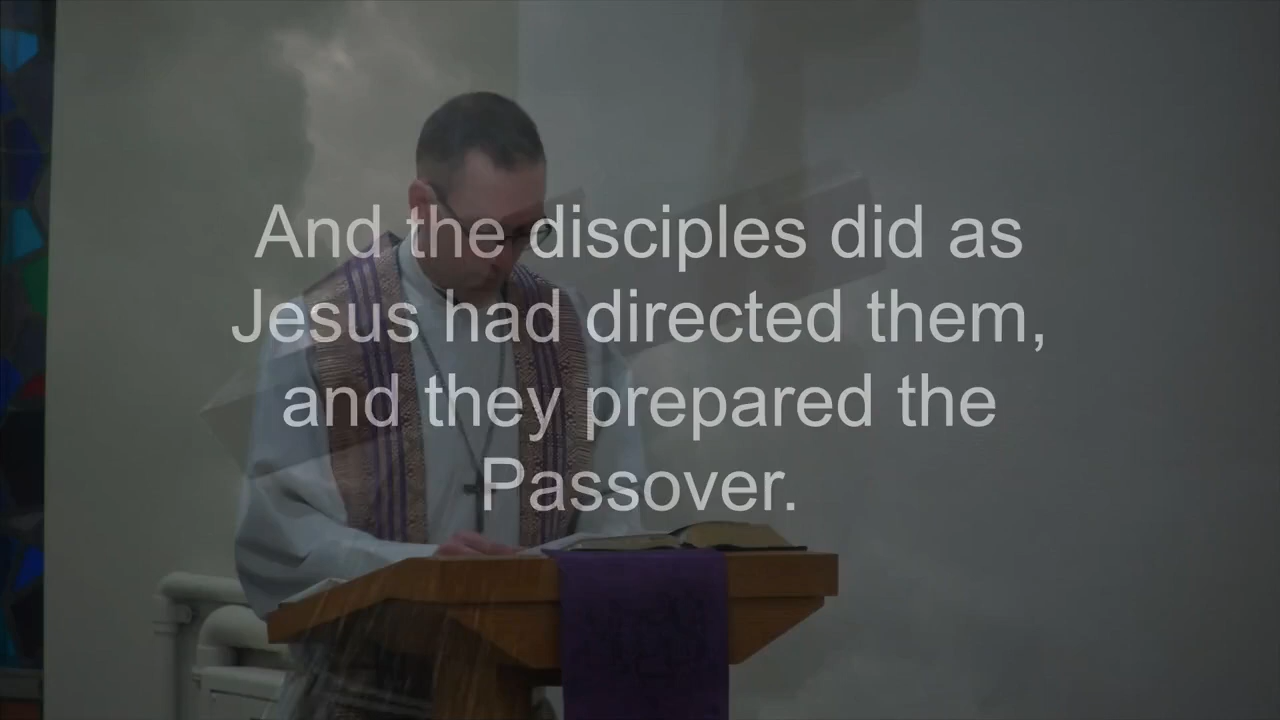 And the disciples did as
Jesus had directed them,
and they prepared the
Passover.